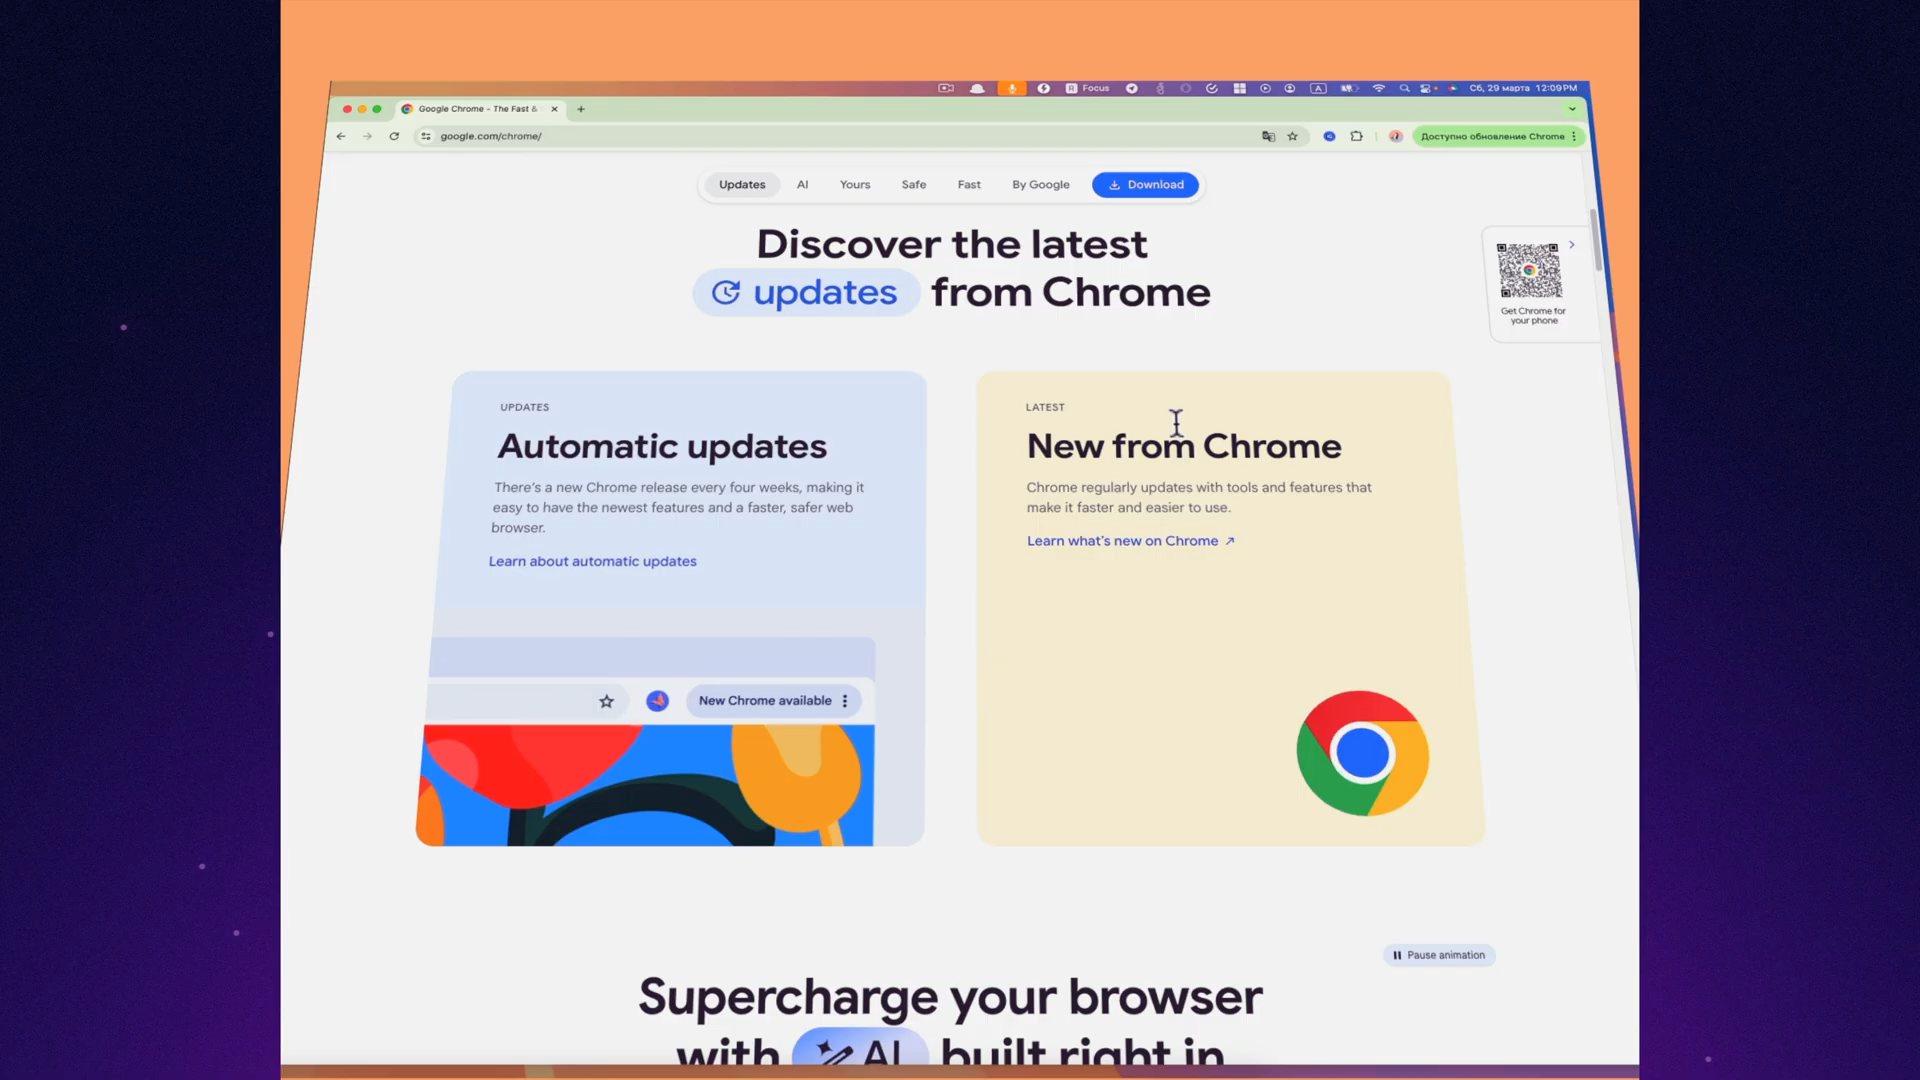 Focus
A
Сб, 29 марта 12:09 PM
Google Chrome - The Fast &
google.com/chrome/
Доступно обновление Chrome
Updates
AI
Yours
Safe
Fast
By Google
Download
Discover the latest
updates from Chrome
Get Chrome for
your phone
UPDATES
Automatic updates
There's a new Chrome release every four weeks, making it
easy to have the newest features and a faster, safer web
browser.
Learn about automatic updates
New Chrome available
LATEST
New from Chrome
Chrome regularly updates with tools and features that
make it faster and easier to use.
Learn what's new on Chrome
Pause animation
Supercharge your browser
with AI built right in